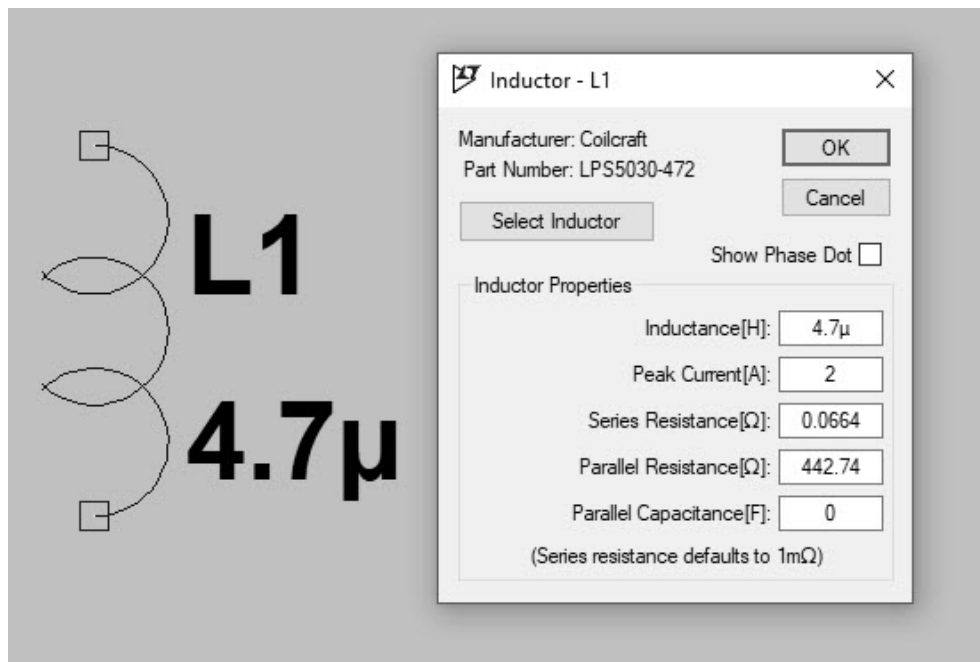 L1
4.7µ
Inductor - L1
Manufacturer: Coilcraft
Part Number: LPS5030-472
OK
Cancel
Select Inductor
Show Phase Dot
Inductor Properties
Inductance[H]: 4.7µ
Peak Current[A]: 2
Series Resistance[Ω]: 0.0664
Parallel Resistance[Ω]: 442.74
Parallel Capacitance[F]: 0
(Series resistance defaults to 1mΩ)